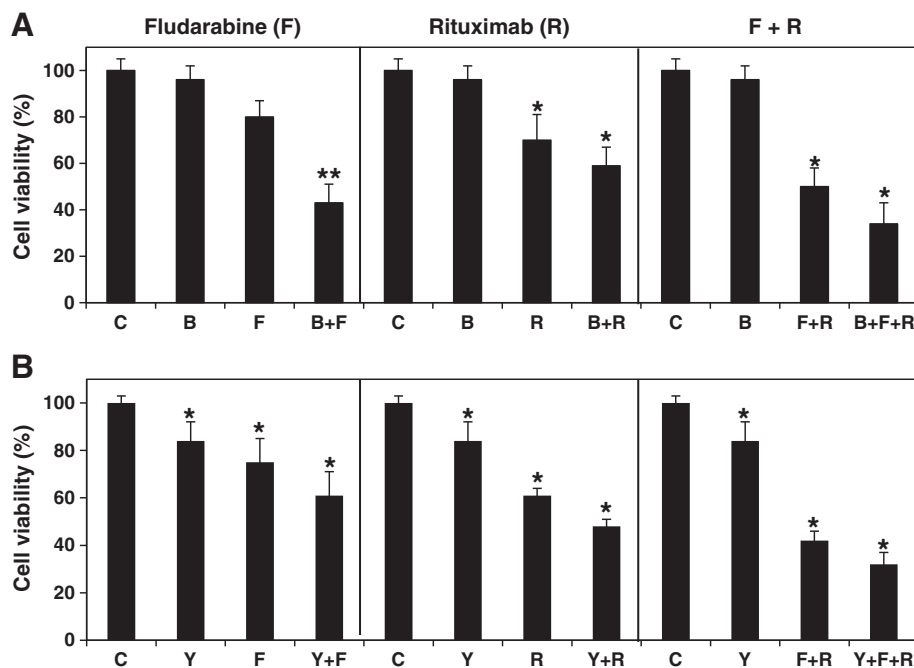 A
Fludarabine (F) Rituximab (R) F + R
Cell viability (%)
100
80
60
40
20
0
** * * * *
C B F B+F C B R B+R C B F+R B+F+R
B
Cell viability (%)
100
80
60
40
20
0
* * * * * * * * *
C Y F Y+F C Y R Y+R C Y F+R Y+F+R